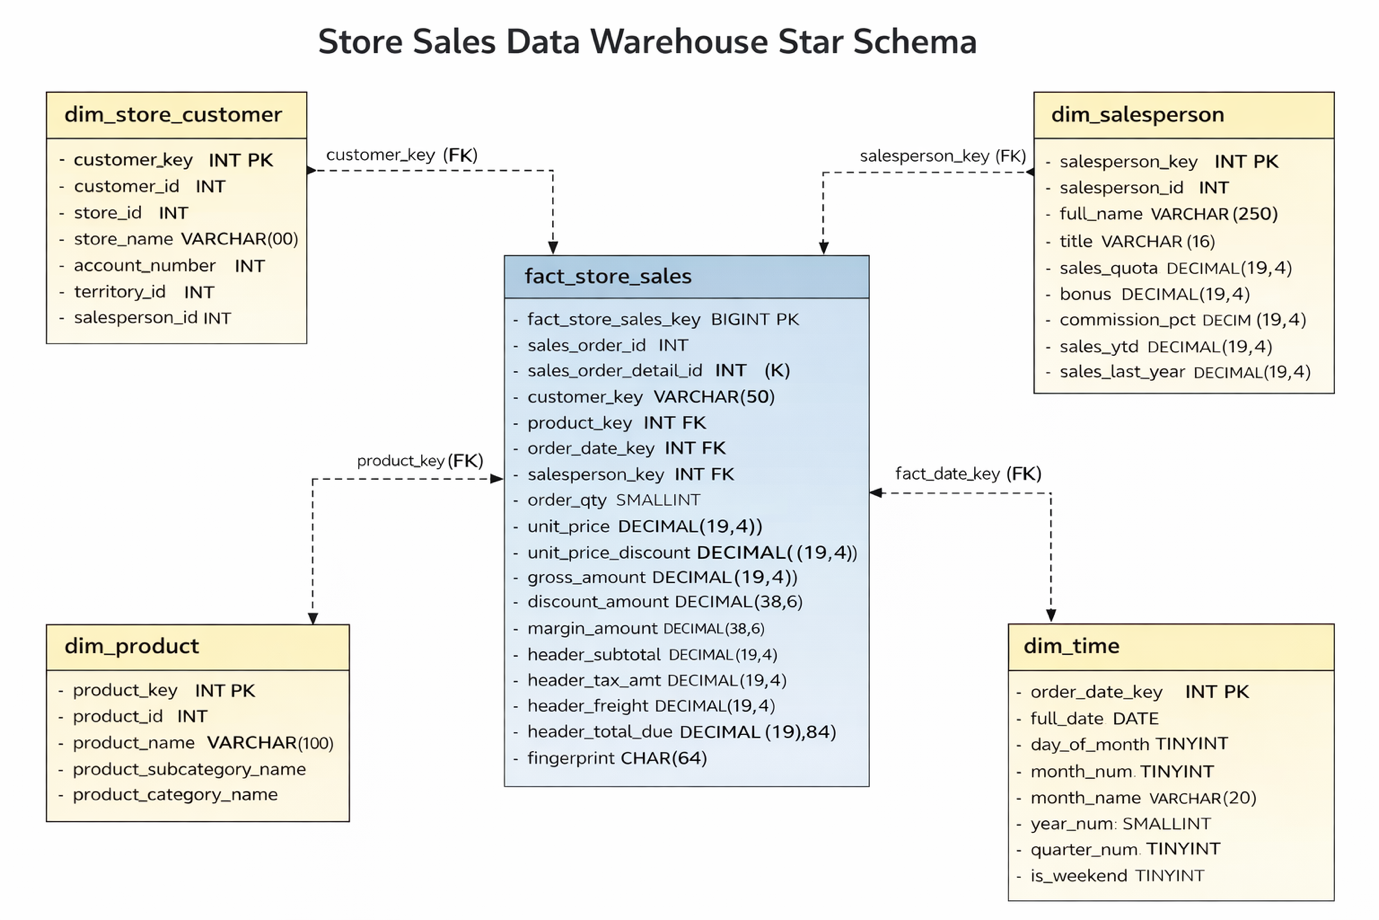 Store Sales Data Warehouse Star Schema
dim_store_customer
- customer_key INT PK
- customer_id INT
- store_id INT
- store_name VARCHAR(00)
- account_number INT
- territory_id INT
- salesperson_id INT
customer_key (FK)
salesperson_key (FK)
dim_salesperson
- salesperson_key INT PK
- salesperson_id INT
- full_name VARCHAR (250)
- title VARCHAR (16)
- sales_quota DECIMAL(19,4)
- bonus DECIMAL(19,4)
- commission_pct DECIM (19,4)
- sales_ytd DECIMAL(19,4)
- sales_last_year DECIMAL(19,4)
fact_store_sales
- fact_store_sales_key BIGINT PK
- sales_order_id INT
- sales_order_detail_id INT (K)
- customer_key VARCHAR(50)
- product_key INT FK
- order_date_key INT FK
- salesperson_key INT FK
- order_qty SMALLINT
- unit_price DECIMAL(19,4))
- unit_price_discount DECIMAL( (19,4))
- gross_amount DECIMAL (19,4))
- discount_amount DECIMAL(38,6)
- margin_amount DECIMAL(38,6)
- header_subtotal DECIMAL(19,4)
- header_tax_amt DECIMAL(19,4)
- header_freight DECIMAL(19,4)
- header_total_due DECIMAL (19),84)
- fingerprint CHAR(64)
product_key (FK)
fact_date_key (FK)
dim_product
- product_key INT PK
- product_id INT
- product_name VARCHAR(100)
- product_subcategory_name
- product_category_name
dim_time
- order_date_key INT PK
- full_date DATE
- day_of_month TINYINT
- month_num. TINYINT
- month_name VARCHAR(20)
- year_num: SMALLINT
- quarter_num. TINYINT
- is_weekend TINYINT